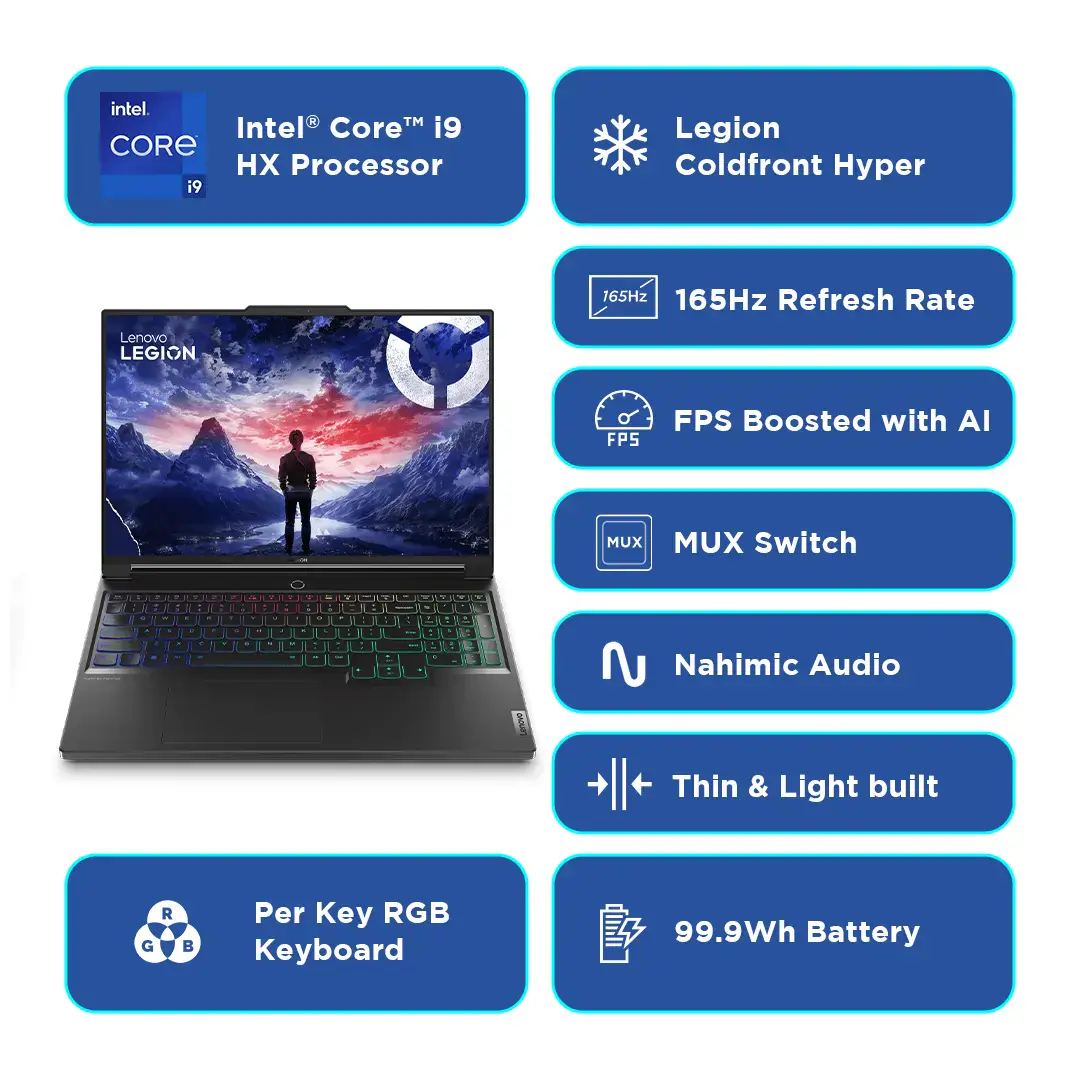 intel.
CORE™
i9
Intel® Core™ i9
HX Processor
Legion
Coldfront Hyper
165Hz
165Hz Refresh Rate
FPS
FPS Boosted with AI
MUX
MUX Switch
Nahimic Audio
Thin & Light built
Lenovo
LEGION
Lenovo
R
G B
Per Key RGB
Keyboard
99.9Wh Battery